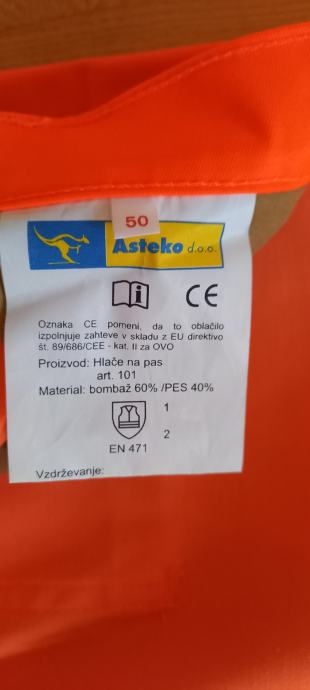 50
Asteko d.o.o.
i CE
Oznaka CE pomeni, da to oblačilo
izpolnjuje zahteve v skladu z EU direktivo
št. 89/686/CEE - kat. II za OVO
Proizvod: Hlače na pas
art. 101
Material: bombaž 60% /PES 40%
1
2
EN 471
Vzdrževanje: